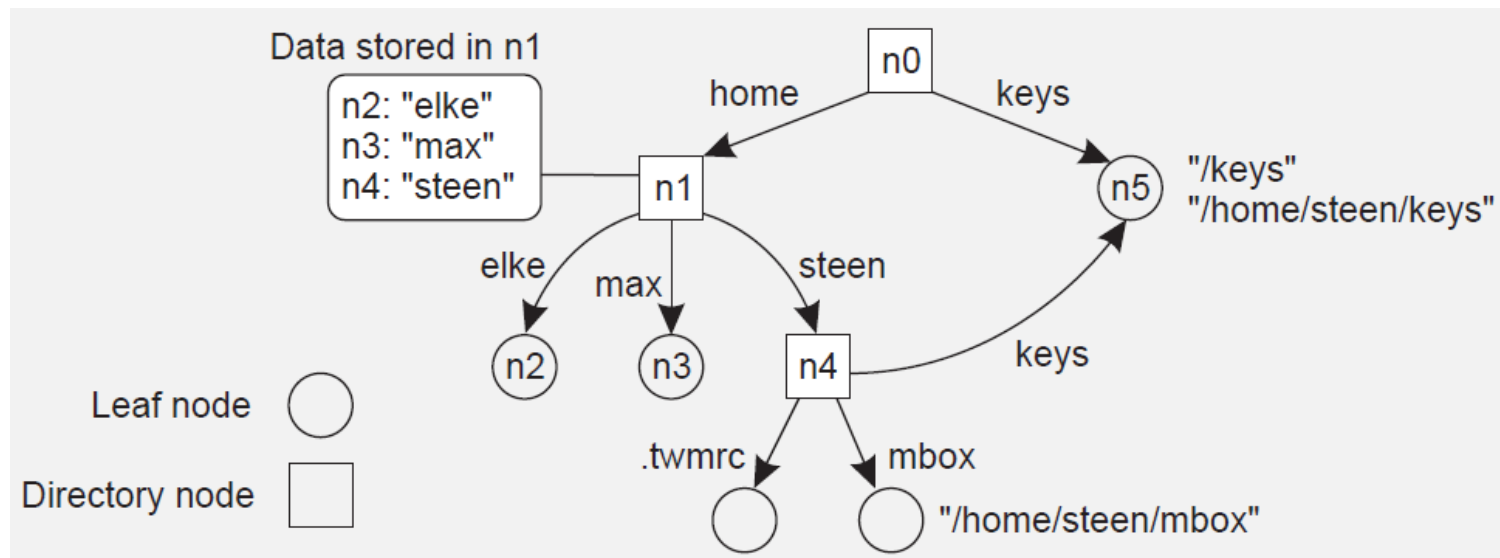 Data stored in n1
n2: "elke"
n3: "max"
n4: "steen"
n0
home
keys
n1
n5
"/keys"
"/home/steen/keys"
elke
max
steen
n2
n3
n4
keys
Leaf node
.twmrc
mbox
Directory node
"/home/steen/mbox"